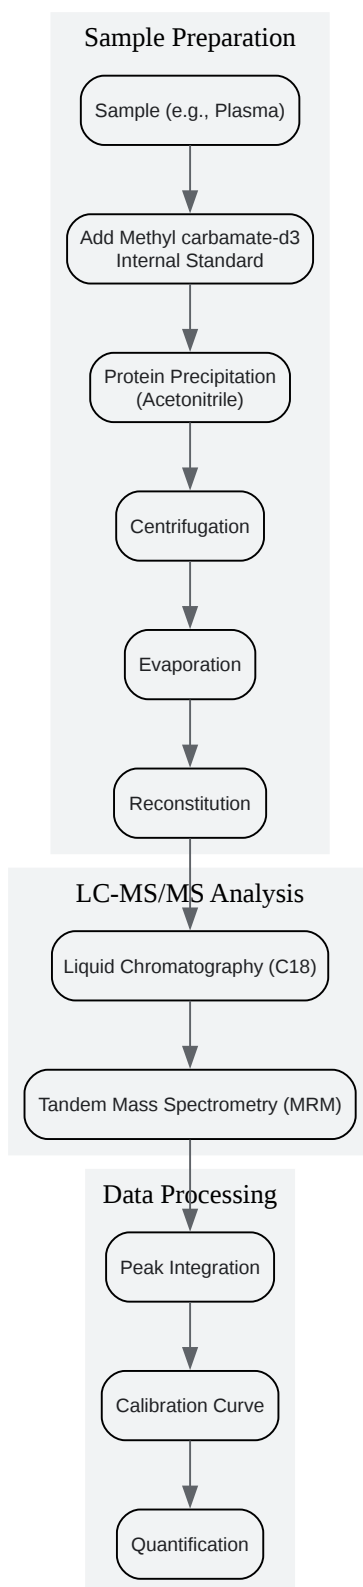 Sample Preparation
Sample (e.g., Plasma)
Add Methyl carbamate-d3
Internal Standard
Protein Precipitation
(Acetonitrile)
Centrifugation
Evaporation
Reconstitution
LC-MS/MS Analysis
Liquid Chromatography (C18)
Tandem Mass Spectrometry (MRM)
Data Processing
Peak Integration
Calibration Curve
Quantification